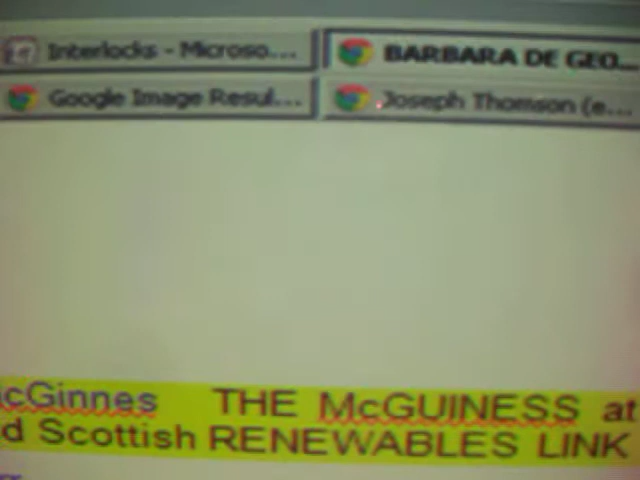 Interlocks - Microso... BARBARA DE GEO...
Google Image Resul... Joseph Thomson (e...
cGinnes THE McGUINESS at
d Scottish RENEWABLES LINK